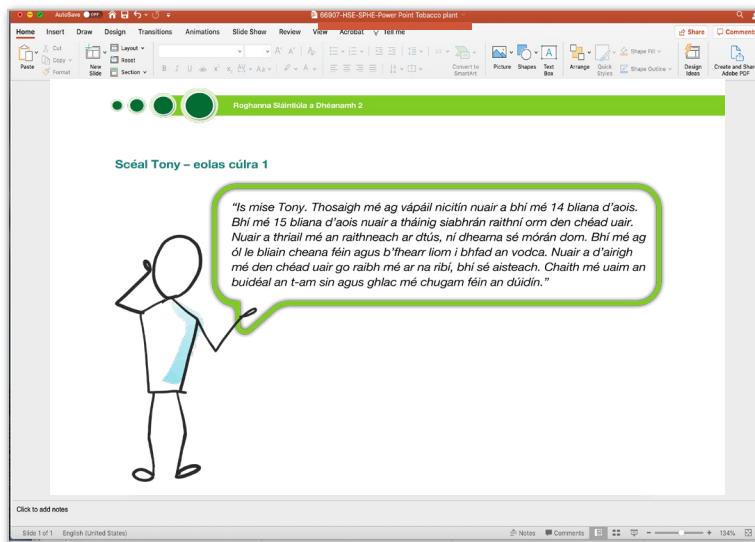 AutoSave OFF
66907-HSE-SPHE-Power Point Tobacco plant
Home Insert Draw Design Transitions Animations Slide Show Review View Acrobat Tell me
Share Comments
Paste
Cut
Copy
Format
New Slide
Layout
Reset
Section
Convert to SmartArt
Picture
Shapes
Text Box
Arrange
Quick Styles
Shape Fill
Shape Outline
Design Ideas
Create and Shar
Adobe PDF
Roghanna Sláintiúla a Dhéanamh 2
Scéal Tony – eolas cúlra 1
“Is mise Tony. Thosaigh mé ag vápáil nicitín nuair a bhí mé 14 bliana d’aois.
Bhí mé 15 bliana d’aois nuair a tháinig siabhrán raithní orm den chéad uair.
Nuair a thriail mé an raithneach ar dtús, ní dhearna sé mórán dom. Bhí mé ag
ól le bliain cheana féin agus b’fhearr liom i bhfad an vodca. Nuair a d’airigh
mé den chéad uair go raibh mé ar na ribí, bhí sé aisteach. Chaith mé uaim an
buidéal an t-am sin agus ghlac mé chugam féin an dúidín.”
Click to add notes
Slide 1 of 1 English (United States)
Notes Comments 134%